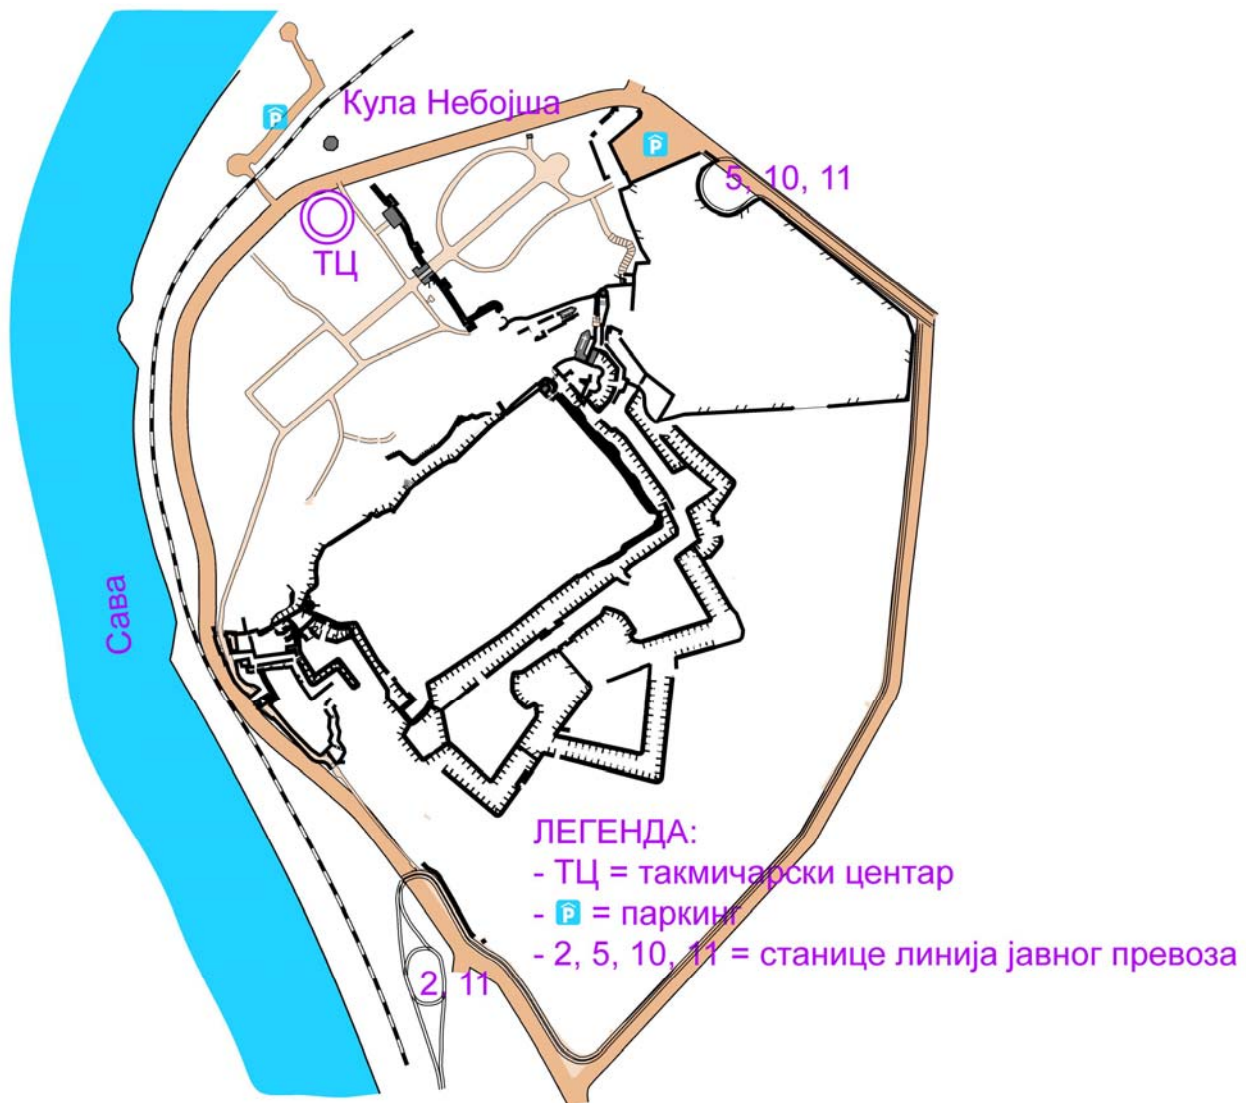 Кула Небојша
P
P
5, 10, 11
ТЦ
Сава
ЛЕГЕНДА:
- ТЦ = такмичарски центар
- P = паркинг
- 2, 5, 10, 11 = станице линија јавног превоза
2, 11